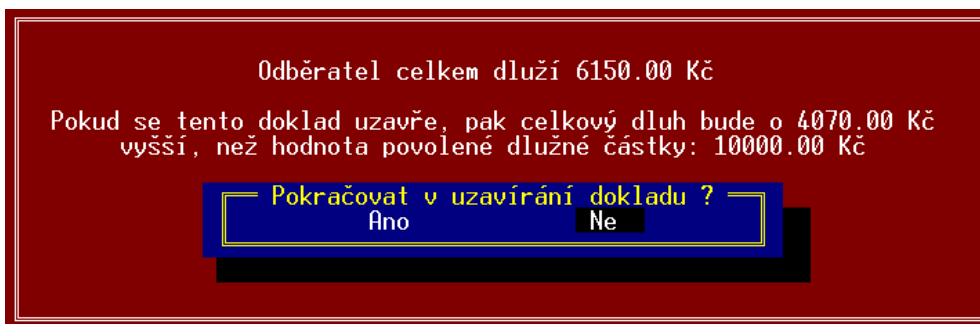 Odběratel celkem dluží 6150.00 Kč
Pokud se tento doklad uzavře, pak celkový dluh bude o 4070.00 Kč
vyšší, než hodnota povolené dlužné částky: 10000.00 Kč
Pokračovat v uzavírání dokladu ?
Ano Ne